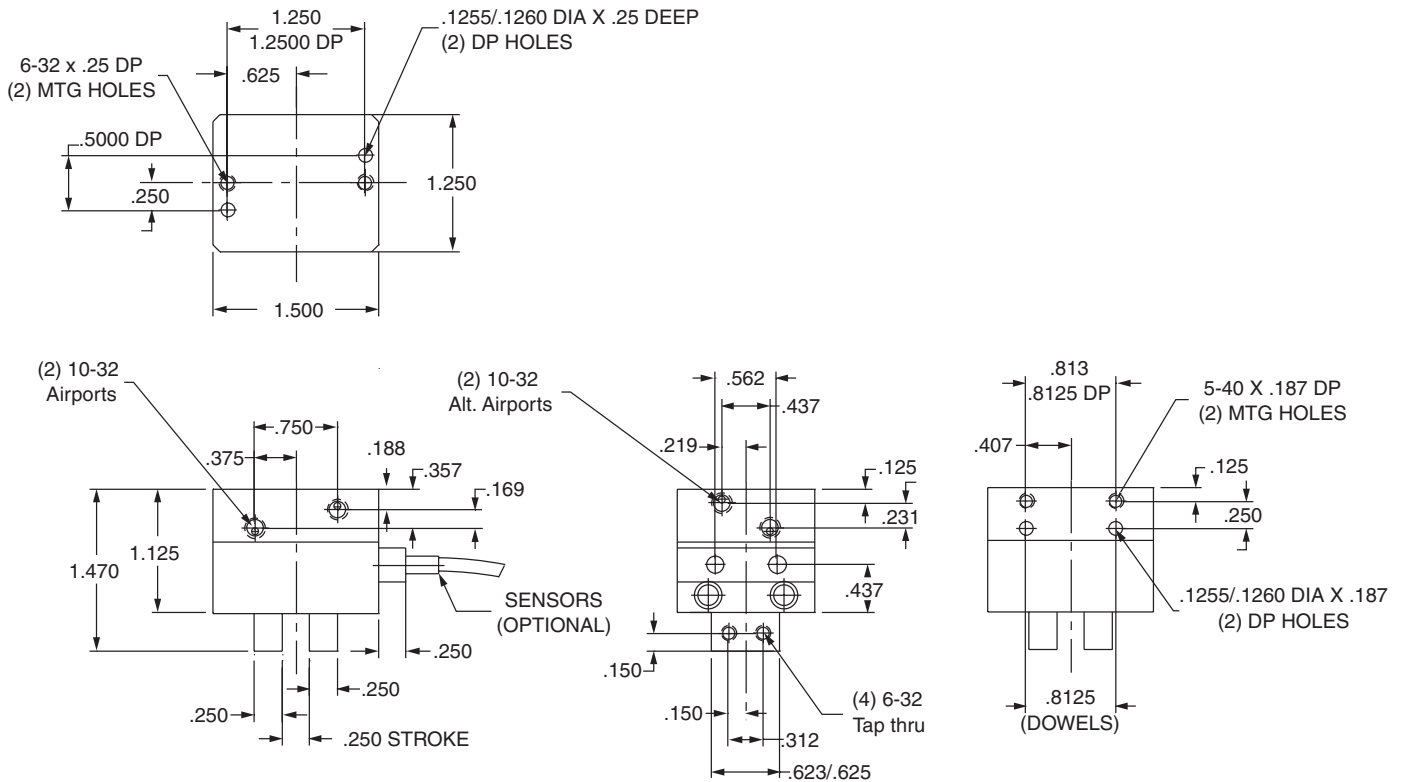 1.250
1.2500 DP
.1255/.1260 DIA X .25 DEEP
(2) DP HOLES
6-32 x .25 DP
(2) MTG HOLES
.625
.5000 DP
.250
1.250
1.500
(2) 10-32
Airports
.750
.375
.188
.357
.169
1.125
1.470
SENSORS
(OPTIONAL)
.250
.250
.250
.250 STROKE
(2) 10-32
Alt. Airports
.562
.437
.219
.125
.231
.437
.150
.150
.312
.623/.625
(4) 6-32
Tap thru
.813
.8125 DP
5-40 X .187 DP
(2) MTG HOLES
.407
.125
.250
.1255/.1260 DIA X .187
(2) DP HOLES
.8125
(DOWELS)